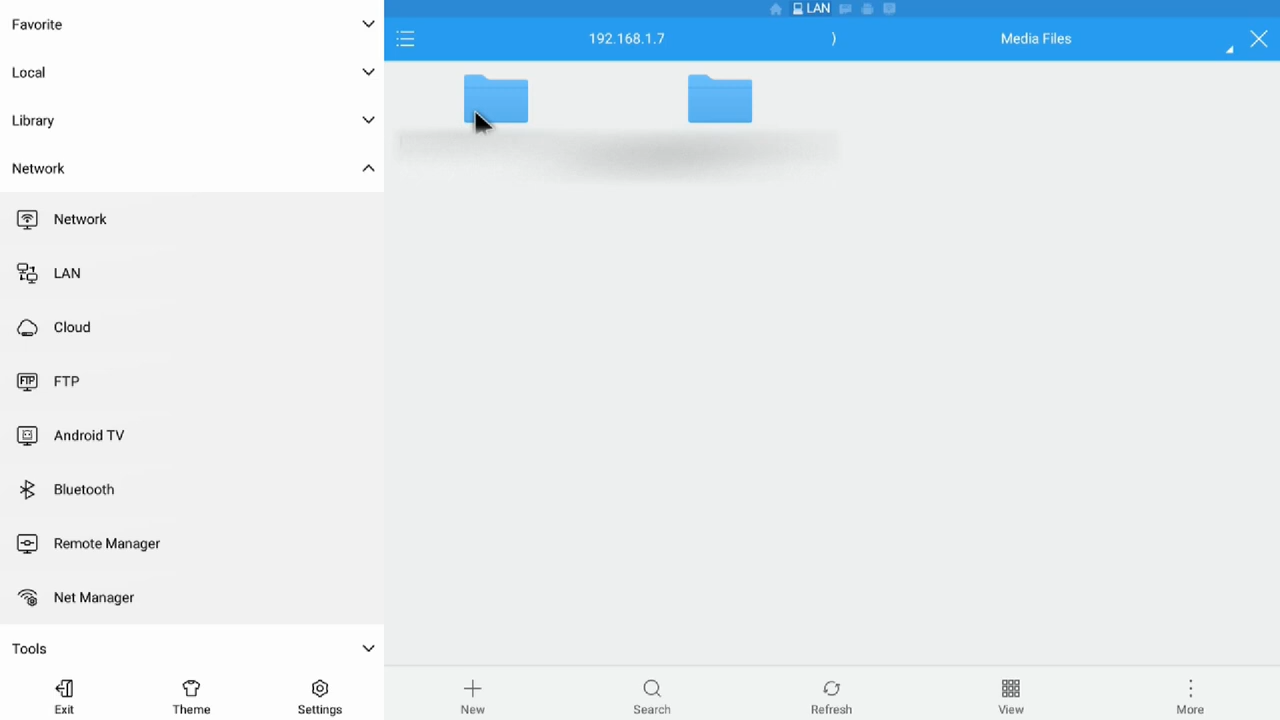 LAN
192.168.1.7 ⟩ Media Files
Favorite
Local
Library
Network
Network
LAN
Cloud
FTP
Android TV
Bluetooth
Remote Manager
Net Manager
Tools
Exit Theme Settings
New Search Refresh View More